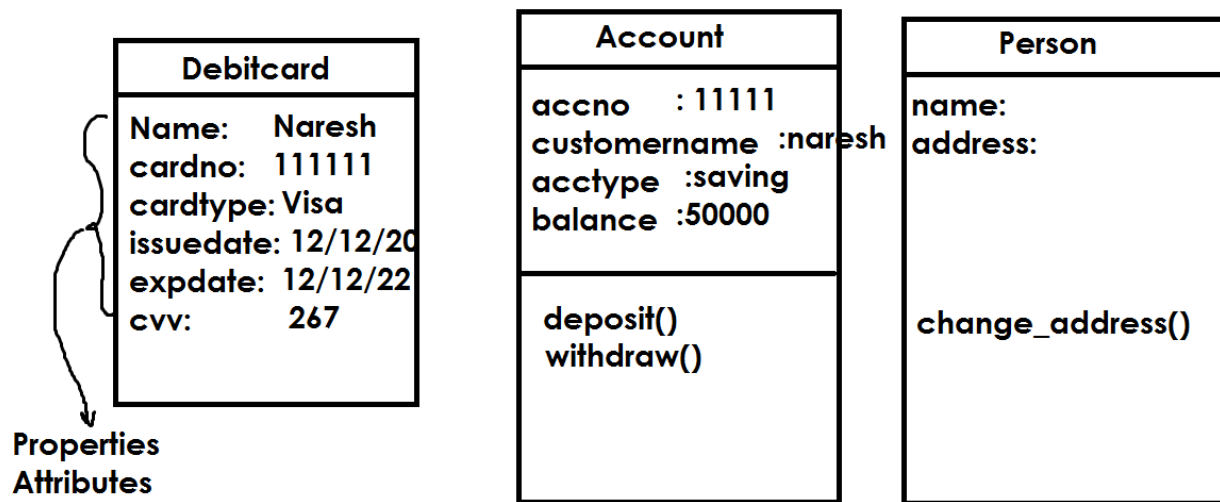 Debitcard
Name: Naresh
cardno: 111111
cardtype: Visa
issuedate: 12/12/20
expdate: 12/12/22
cvv: 267
Properties
Attributes
Account
accno : 11111
customername :naresh
acctype :saving
balance :50000
deposit()
withdraw()
Person
name:
address:
change_address()